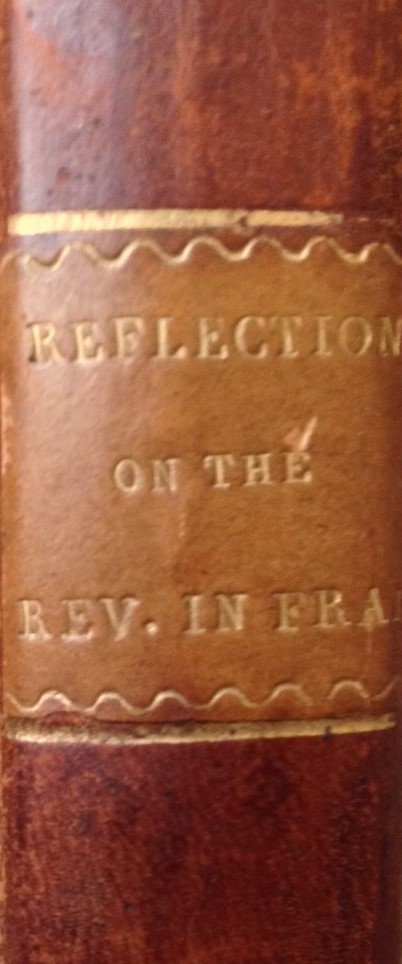 REFLECTION
ON THE
REV. IN FRA